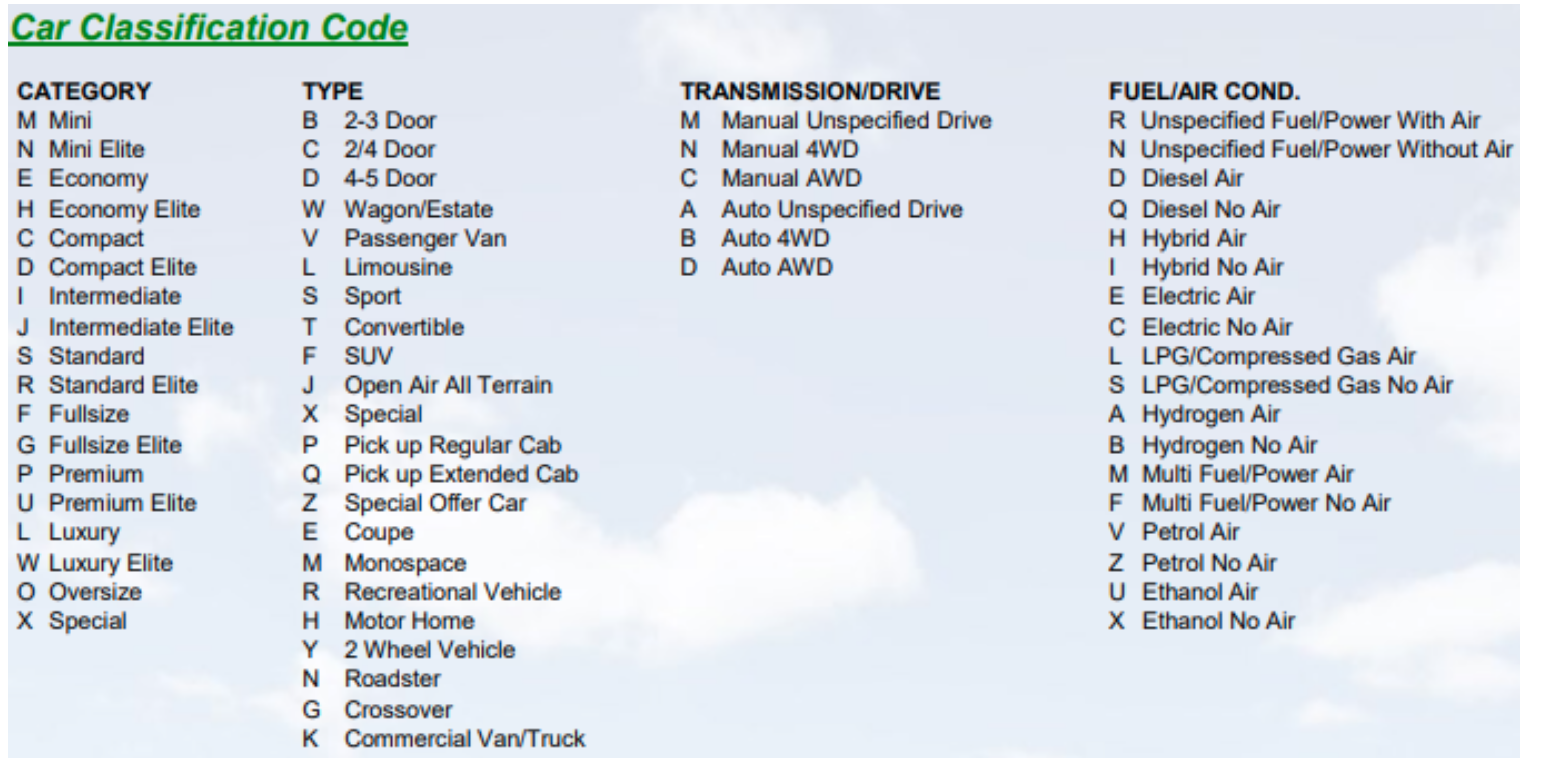 Car Classification Code
CATEGORY TYPE TRANSMISSION/DRIVE FUEL/AIR COND.
M Mini B 2-3 Door M Manual Unspecified Drive R Unspecified Fuel/Power With Air
N Mini Elite C 2/4 Door N Manual 4WD N Unspecified Fuel/Power Without Air
E Economy D 4-5 Door C Manual AWD D Diesel Air
H Economy Elite W Wagon/Estate A Auto Unspecified Drive Q Diesel No Air
C Compact V Passenger Van B Auto 4WD H Hybrid Air
D Compact Elite L Limousine D Auto AWD I Hybrid No Air
I Intermediate S Sport E Electric Air
J Intermediate Elite T Convertible C Electric No Air
S Standard F SUV L LPG/Compressed Gas Air
R Standard Elite J Open Air All Terrain S LPG/Compressed Gas No Air
F Fullsize X Special A Hydrogen Air
G Fullsize Elite P Pick up Regular Cab B Hydrogen No Air
P Premium Q Pick up Extended Cab M Multi Fuel/Power Air
U Premium Elite Z Special Offer Car F Multi Fuel/Power No Air
L Luxury E Coupe V Petrol Air
W Luxury Elite M Monospace Z Petrol No Air
O Oversize R Recreational Vehicle U Ethanol Air
X Special H Motor Home X Ethanol No Air
Y 2 Wheel Vehicle
N Roadster
G Crossover
K Commercial Van/Truck